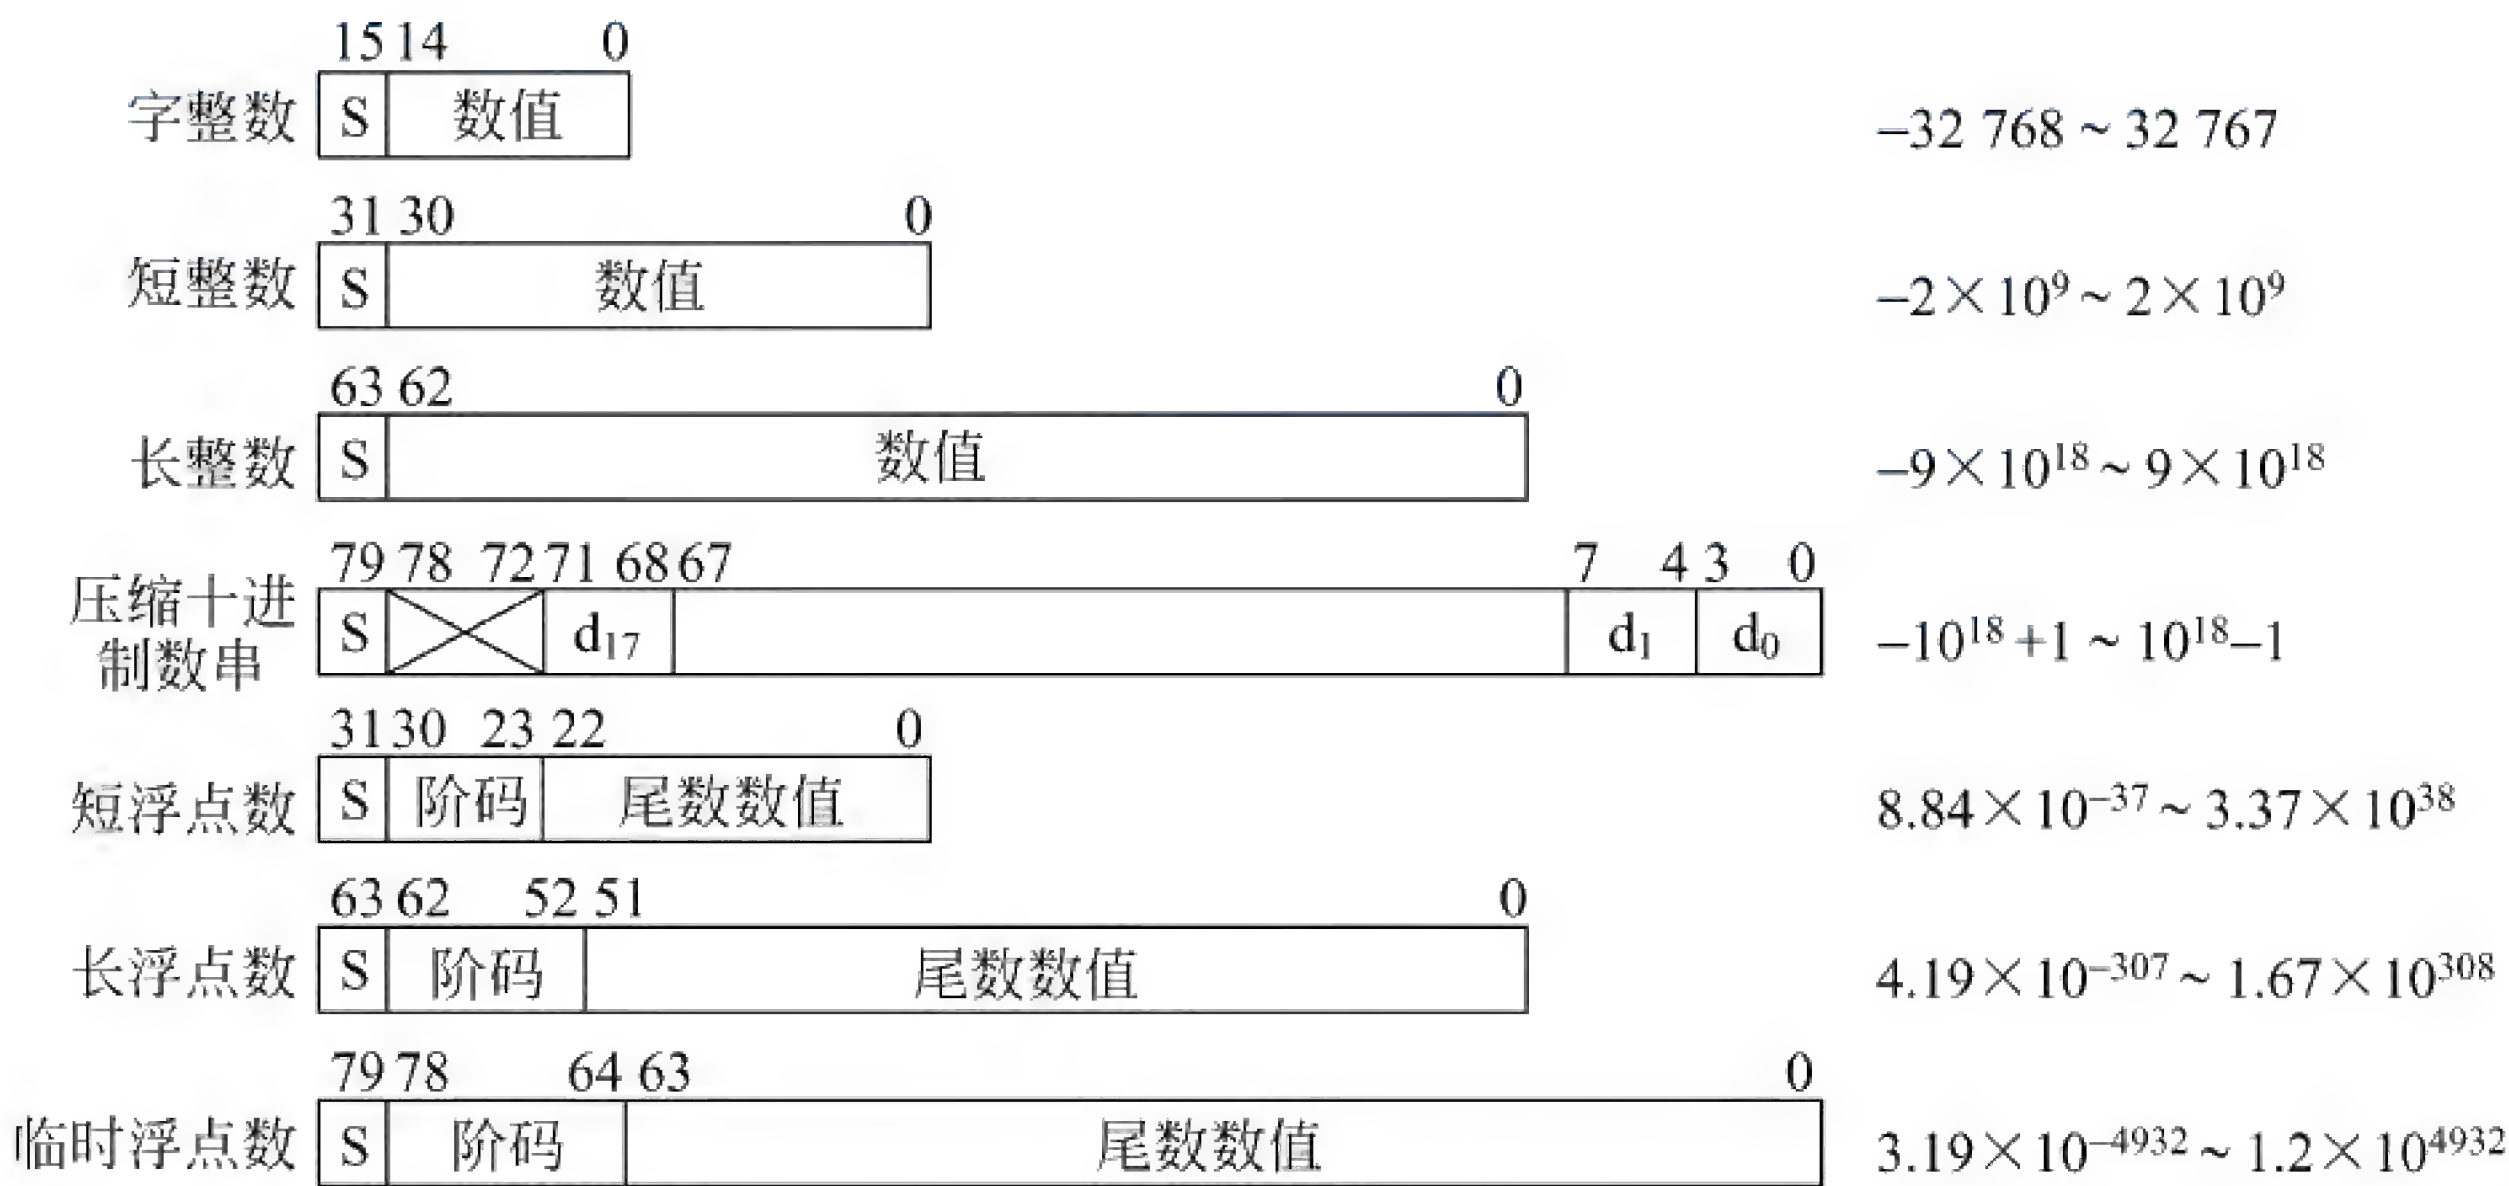 15 14 0
字整数 S 数值 –32 768 ~ 32 767
31 30 0
短整数 S 数值 –2×10⁹ ~ 2×10⁹
63 62 0
长整数 S 数值 –9×10¹⁸ ~ 9×10¹⁸
79 78 72 71 68 67 7 4 3 0
压缩十进
制数串 S d₁₇ d₁ d₀ –10¹⁸+1 ~ 10¹⁸–1
31 30 23 22 0
短浮点数 S 阶码 尾数数值 8.84×10⁻³⁷ ~ 3.37×10³⁸
63 62 52 51 0
长浮点数 S 阶码 尾数数值 4.19×10⁻³⁰⁷ ~ 1.67×10³⁰⁸
79 78 64 63 0
临时浮点数 S 阶码 尾数数值 3.19×10⁻⁴⁹³² ~ 1.2×10⁴⁹³²